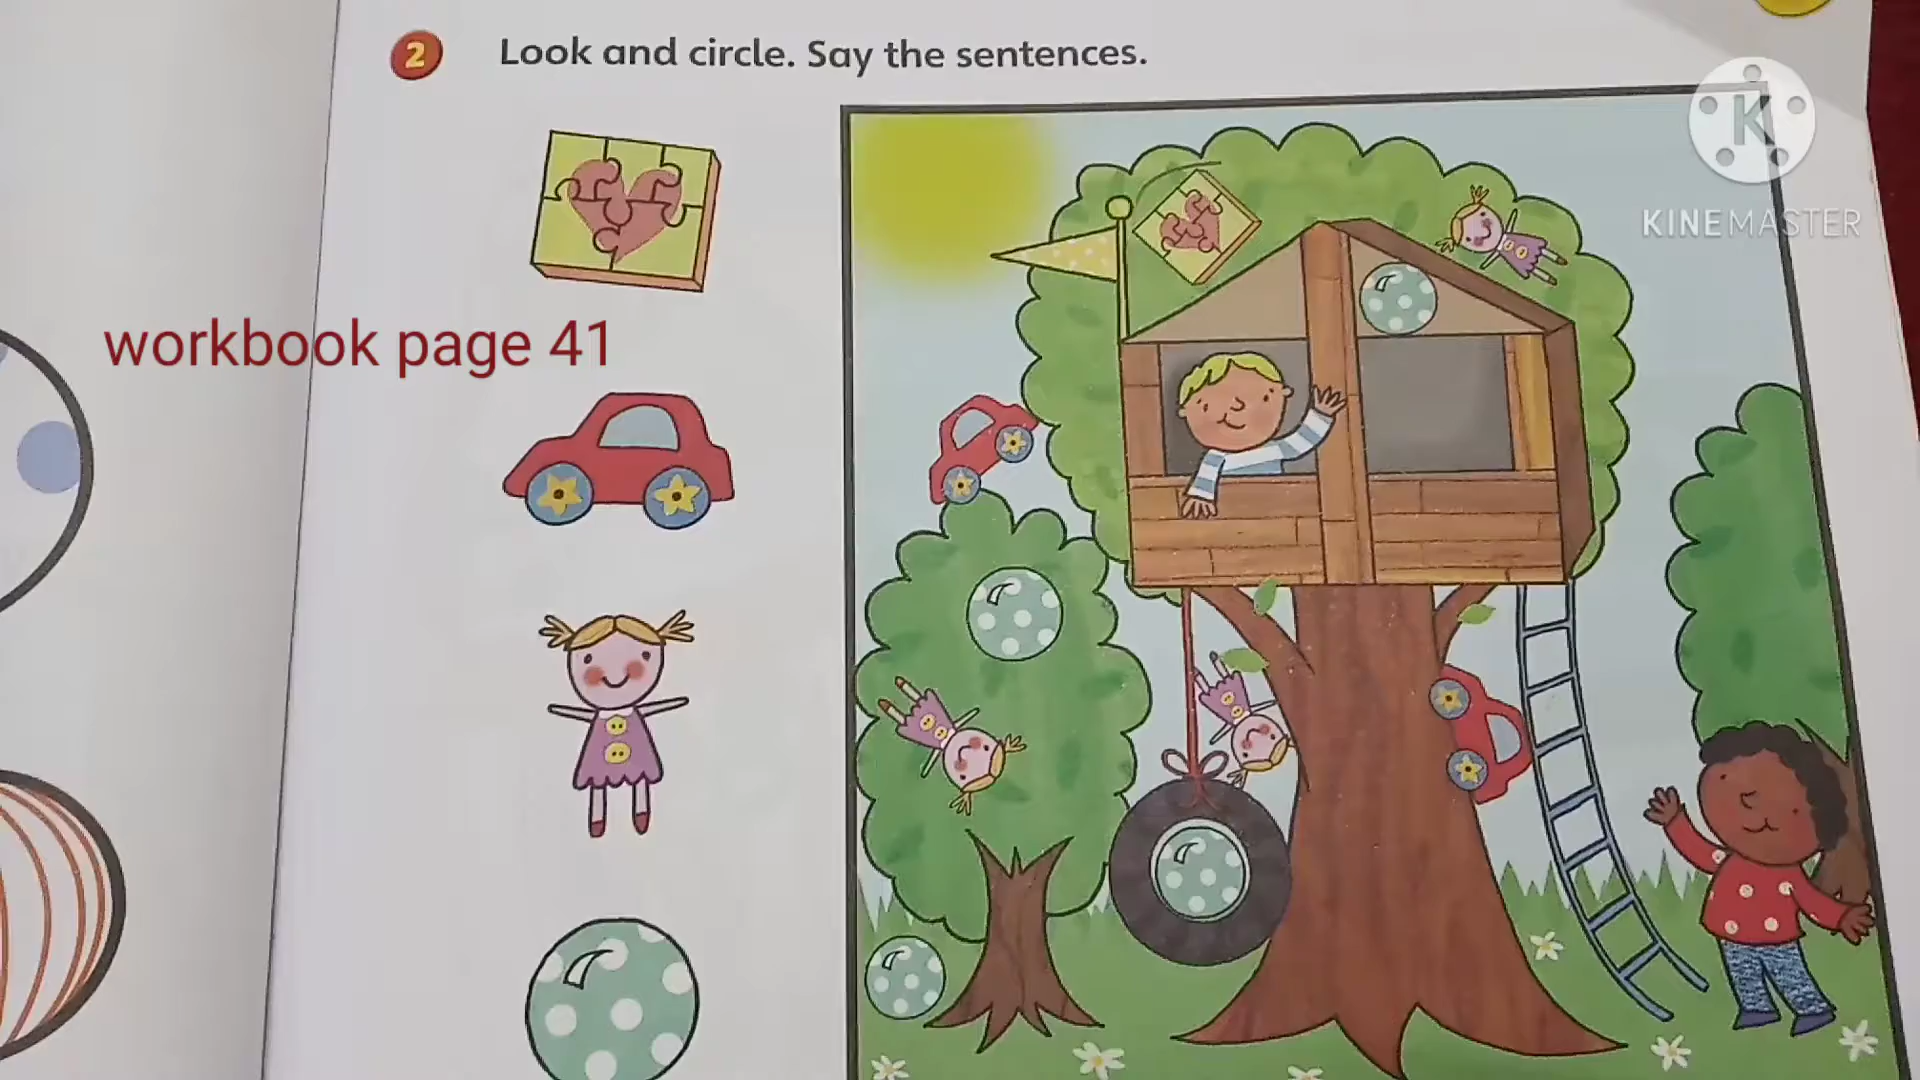 2 Look and circle. Say the sentences.
K
KINEMASTER
workbook page 41